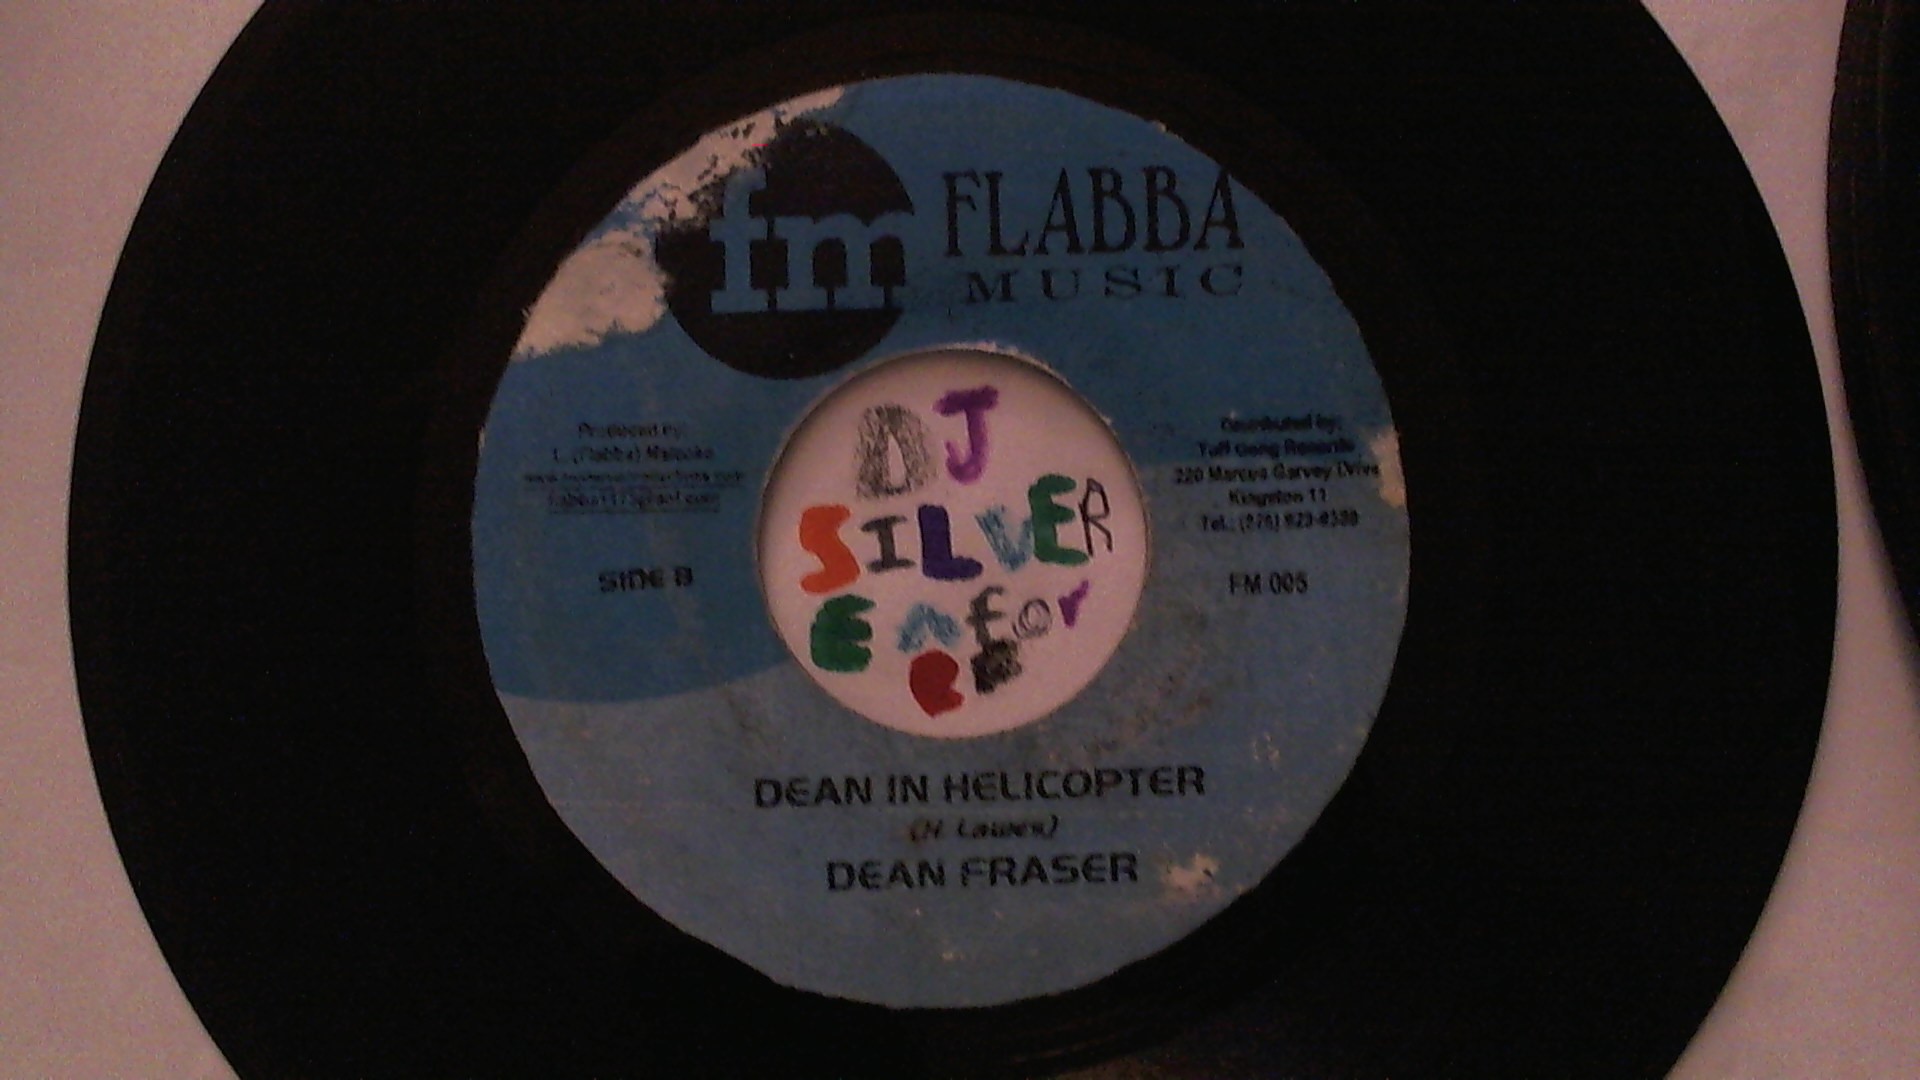 fm
FLABBA
MUSIC
Produced by:
L. (Flabba)
SIDE B
Distributed by:
Tuff Gong Records
220 Marcus Garvey Drive
Kingston 11
FM 005
DJ
SILVER
DEAN IN HELICOPTER
(H. Lawes)
DEAN FRASER